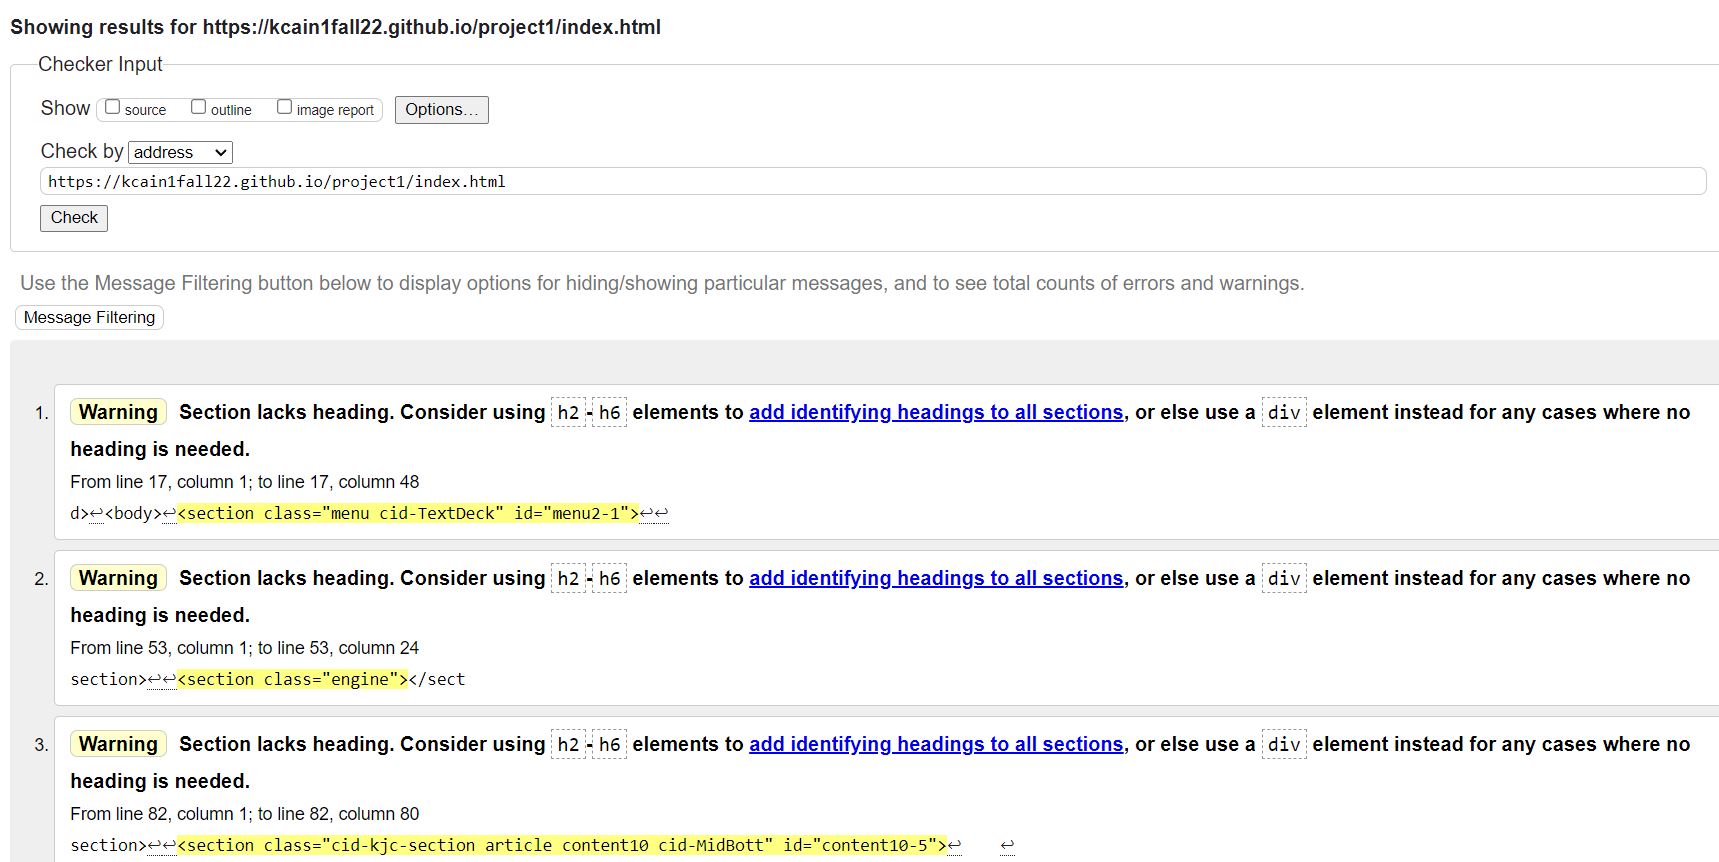 Showing results for https://kcain1fall22.github.io/project1/index.html
Checker Input
Show source outline image report Options...
Check by address
https://kcain1fall22.github.io/project1/index.html
Check
Use the Message Filtering button below to display options for hiding/showing particular messages, and to see total counts of errors and warnings.
Message Filtering
1. Warning Section lacks heading. Consider using h2-h6 elements to add identifying headings to all sections, or else use a div element instead for any cases where no
heading is needed.
From line 17, column 1; to line 17, column 48
d>↩<body>↩<section class="menu cid-TextDeck" id="menu2-1">↩↩
2. Warning Section lacks heading. Consider using h2-h6 elements to add identifying headings to all sections, or else use a div element instead for any cases where no
heading is needed.
From line 53, column 1; to line 53, column 24
section>↩↩<section class="engine"></sect
3. Warning Section lacks heading. Consider using h2-h6 elements to add identifying headings to all sections, or else use a div element instead for any cases where no
heading is needed.
From line 82, column 1; to line 82, column 80
section>↩↩<section class="cid-kjc-section article content10 cid-MidBott" id="content10-5">↩ ↩